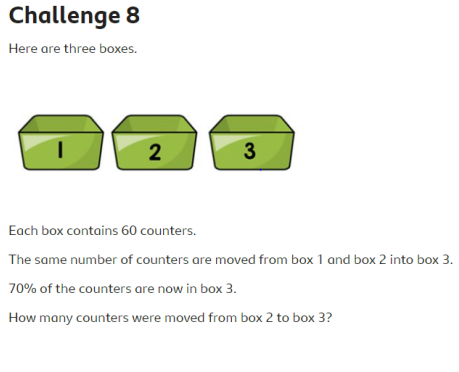 Challenge 8
Here are three boxes.
1 2 3
Each box contains 60 counters.
The same number of counters are moved from box 1 and box 2 into box 3.
70% of the counters are now in box 3.
How many counters were moved from box 2 to box 3?